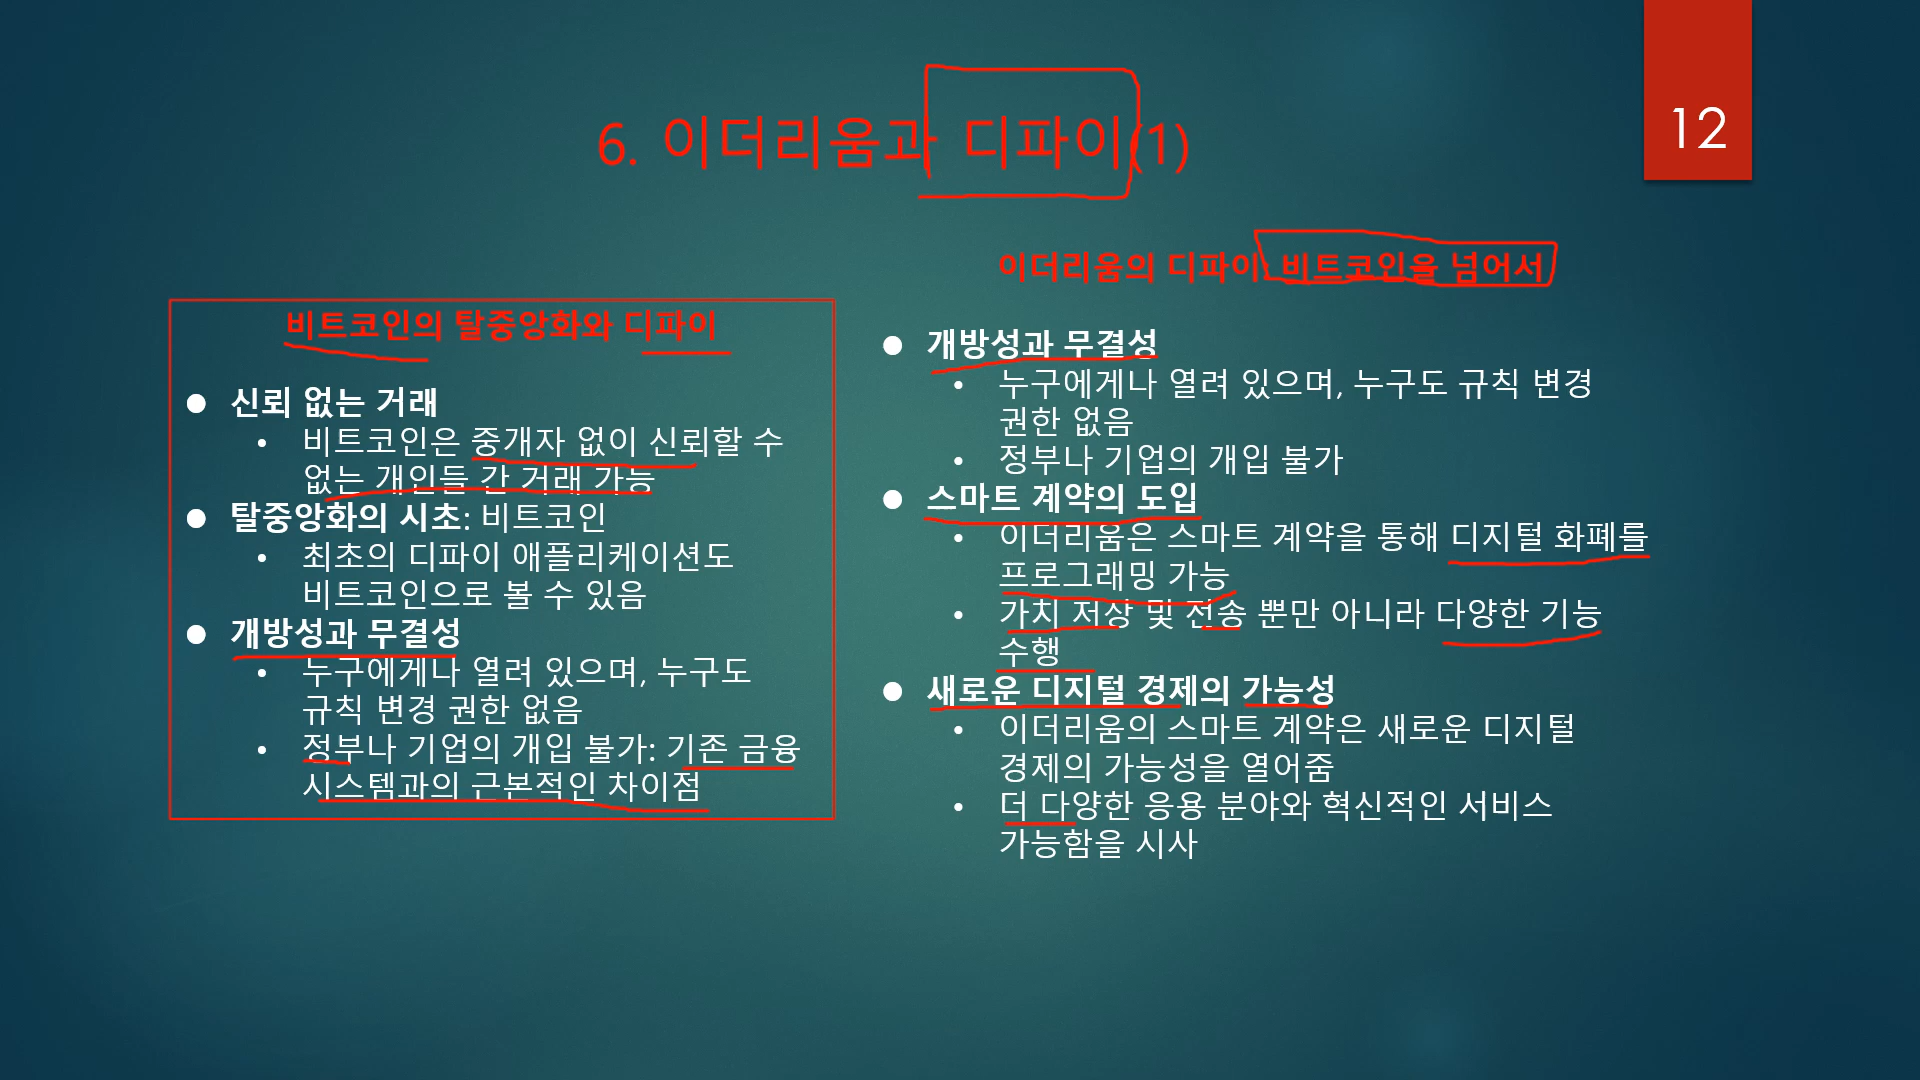 12
6. 이더리움과 디파이(1)
비트코인의 탈중앙화와 디파이
● 신뢰 없는 거래
• 비트코인은 중개자 없이 신뢰할 수
없는 개인들 간 거래 가능
● 탈중앙화의 시초: 비트코인
• 최초의 디파이 애플리케이션도
비트코인으로 볼 수 있음
● 개방성과 무결성
• 누구에게나 열려 있으며, 누구도
규칙 변경 권한 없음
• 정부나 기업의 개입 불가: 기존 금융
시스템과의 근본적인 차이점
이더리움의 디파이: 비트코인을 넘어서
● 개방성과 무결성
• 누구에게나 열려 있으며, 누구도 규칙 변경
권한 없음
• 정부나 기업의 개입 불가
● 스마트 계약의 도입
• 이더리움은 스마트 계약을 통해 디지털 화폐를
프로그래밍 가능
• 가치 저장 및 전송 뿐만 아니라 다양한 기능
수행
● 새로운 디지털 경제의 가능성
• 이더리움의 스마트 계약은 새로운 디지털
경제의 가능성을 열어줌
• 더 다양한 응용 분야와 혁신적인 서비스
가능함을 시사